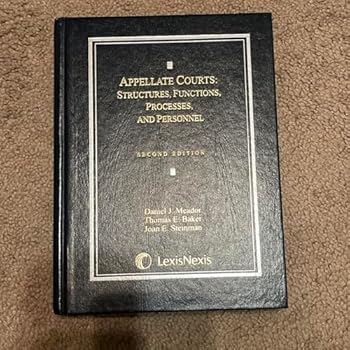 APPELLATE COURTS:
STRUCTURES, FUNCTIONS,
PROCESSES,
AND PERSONNEL
SECOND EDITION
Daniel J. Meador
Thomas E. Baker
Joan E. Steinman
LexisNexis